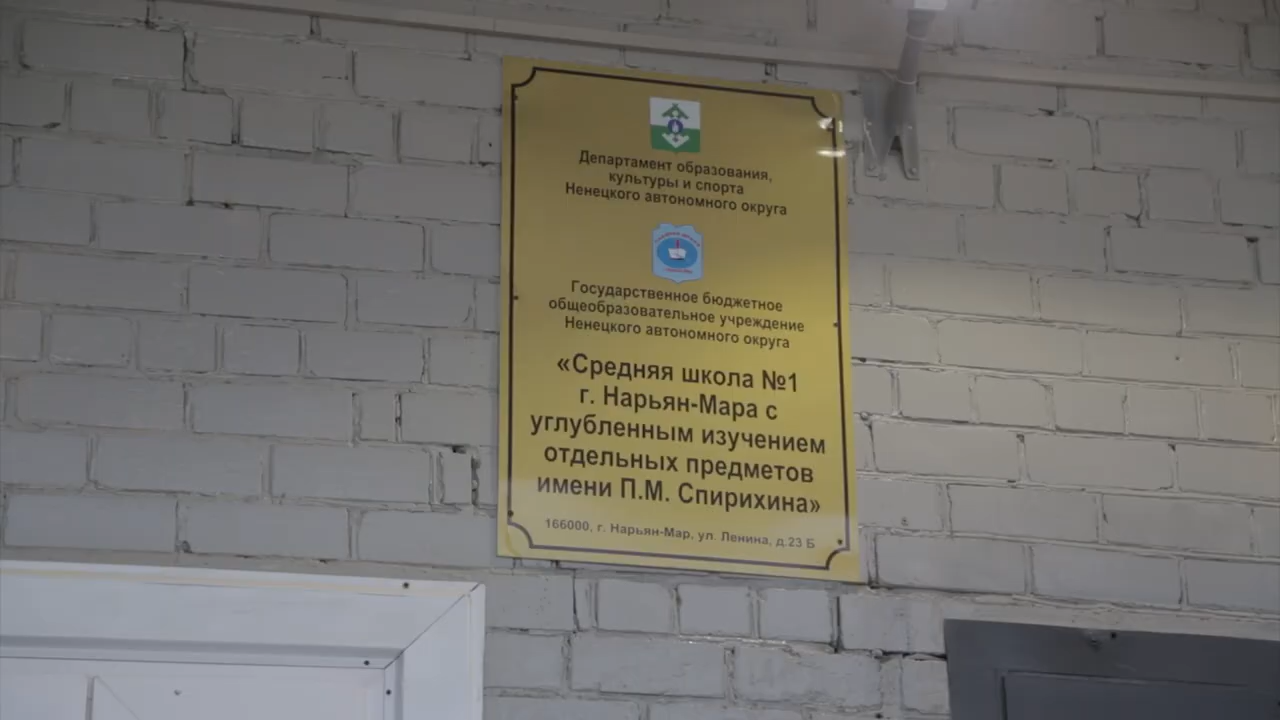 Департамент образования,
культуры и спорта
Ненецкого автономного округа
Государственное бюджетное
общеобразовательное учреждение
Ненецкого автономного округа
«Средняя школа №1
г. Нарьян-Мара с
углубленным изучением
отдельных предметов
имени П.М. Спирихина»
166000, г. Нарьян-Мар, ул. Ленина, д.23 Б